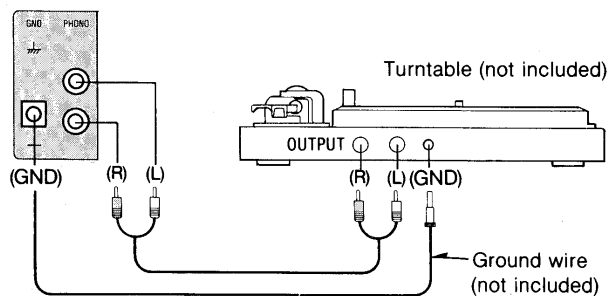 GND PHONO
Turntable (not included)
OUTPUT
(GND) (R) (L)
(R) (L) (GND)
Ground wire
(not included)